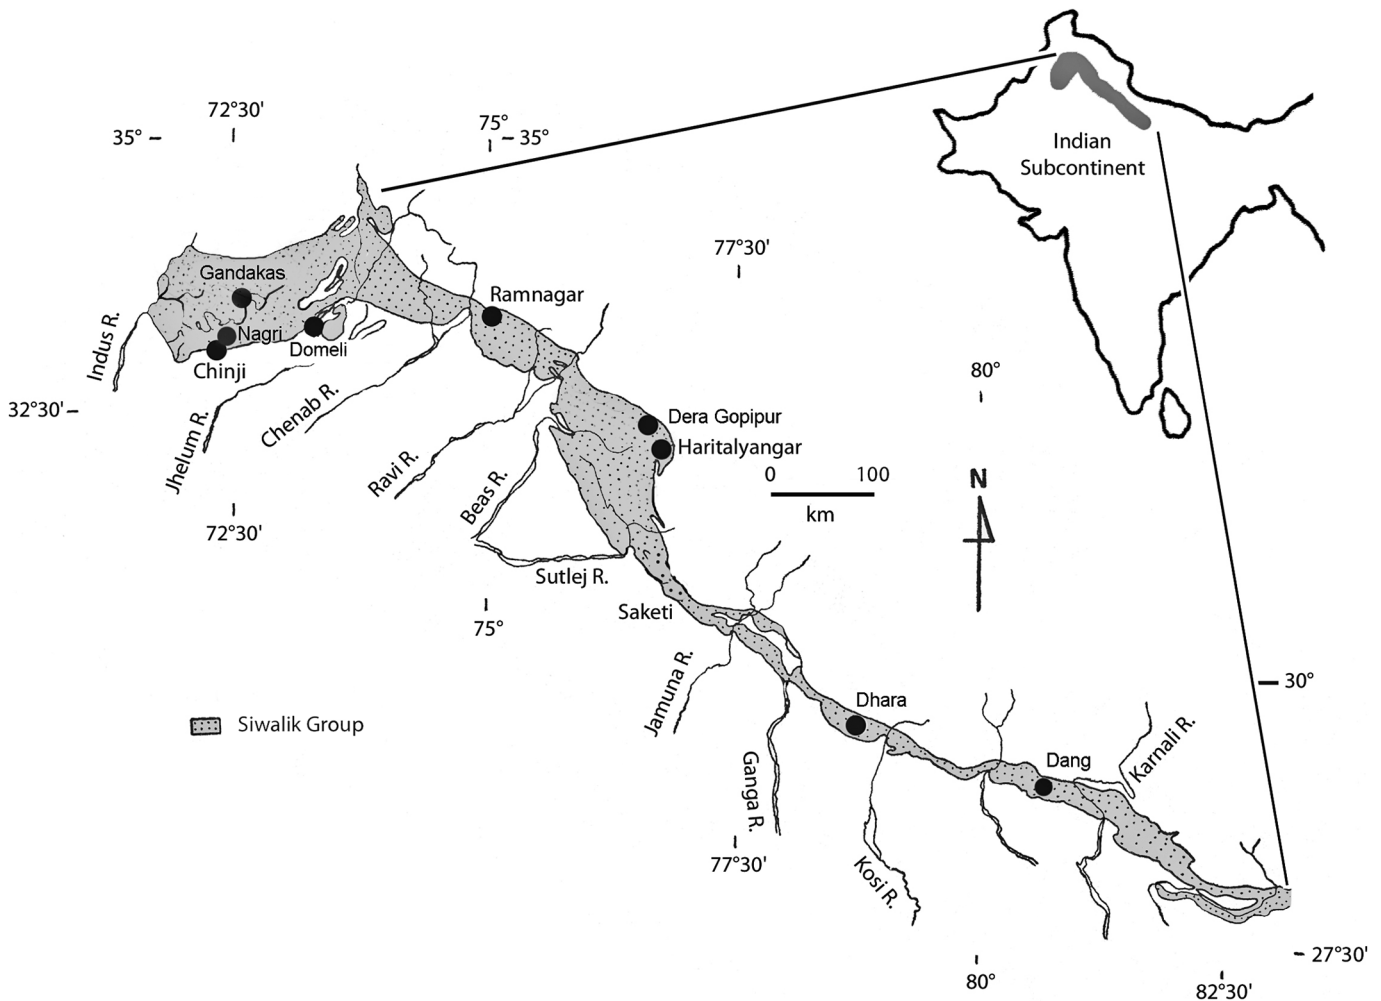 72°30'
75°
35°
35°
Indian
Subcontinent
77°30'
Gandakas
Ramnagar
Indus R.
Nagri
Domeli
Chinji
80°
32°30'
Chenab R.
Jhelum R.
Dera Gopipur
Haritalyangar
Ravi R.
0 100
km
N
Beas R.
72°30'
Sutlej R.
Saketi
75°
Jamuna R.
30°
Dhara
Siwalik Group
Karnali R.
Dang
Ganga R.
77°30'
Kosi R.
27°30'
80°
82°30'